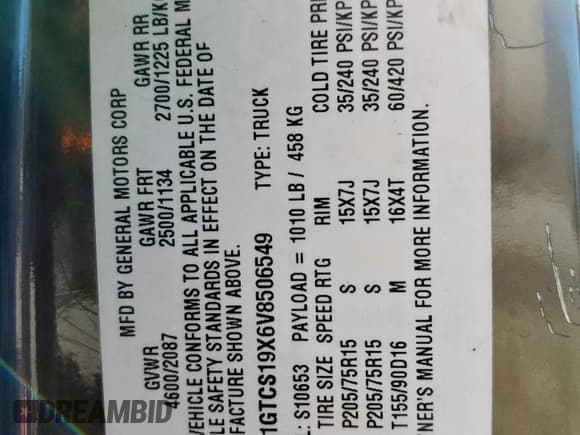 MFD BY GENERAL MOTORS CORP
GVWR GAWR FRT GAWR RR
4600/2087 2500/1134 2700/1225 LB/K
VEHICLE CONFORMS TO ALL APPLICABLE U.S. FEDERAL M
LE SAFETY STANDARDS IN EFFECT ON THE DATE OF
FACTURE SHOWN ABOVE.
1GTCS19X6V8506549 TYPE: TRUCK
L: S10653 PAYLOAD = 1010 LB / 458 KG
TIRE SIZE SPEED RTG RIM COLD TIRE PR
P205/75R15 S 15X7J 35/240 PSI/KP
P205/75R15 S 15X7J 35/240 PSI/KP
T155/90D16 M 16X4T 60/420 PSI/KP
NER'S MANUAL FOR MORE INFORMATION.
DREAMBID